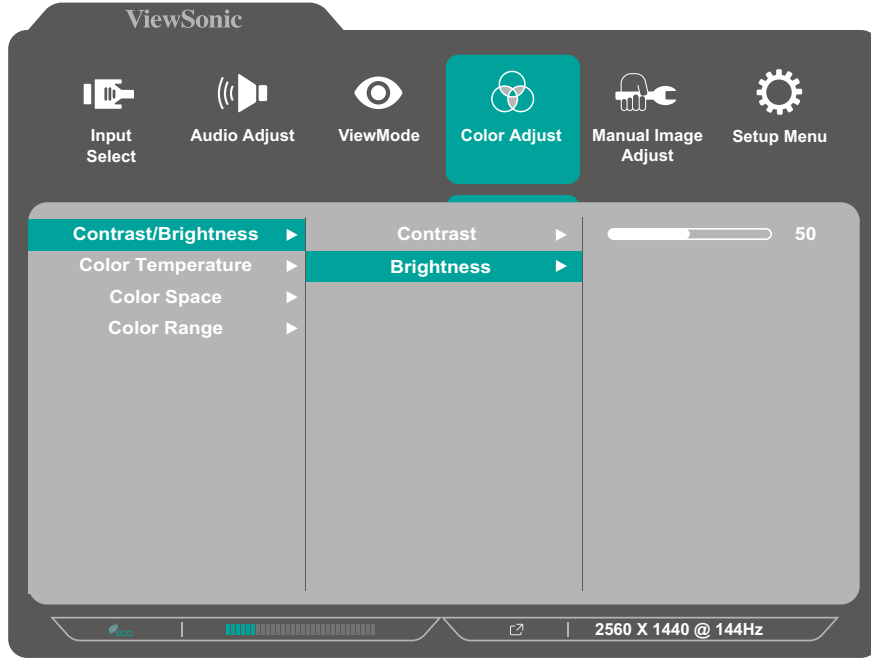 ViewSonic
Input
Select
Audio Adjust
ViewMode
Color Adjust
Manual Image
Adjust
Setup Menu
Contrast/Brightness
Contrast
50
Color Temperature
Brightness
Color Space
Color Range
eco
2560 X 1440 @ 144Hz